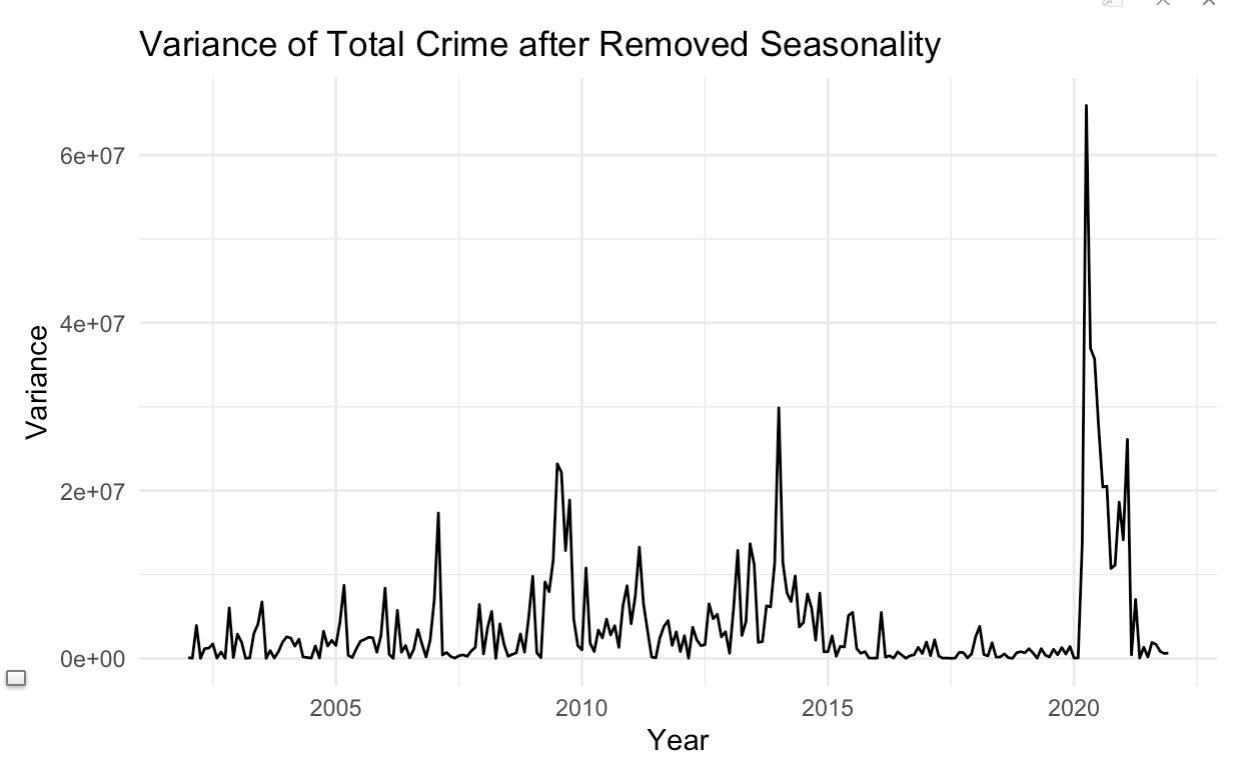 Variance of Total Crime after Removed Seasonality
6e+07
4e+07
2e+07
0e+00
Variance
2005
2010
2015
2020
Year